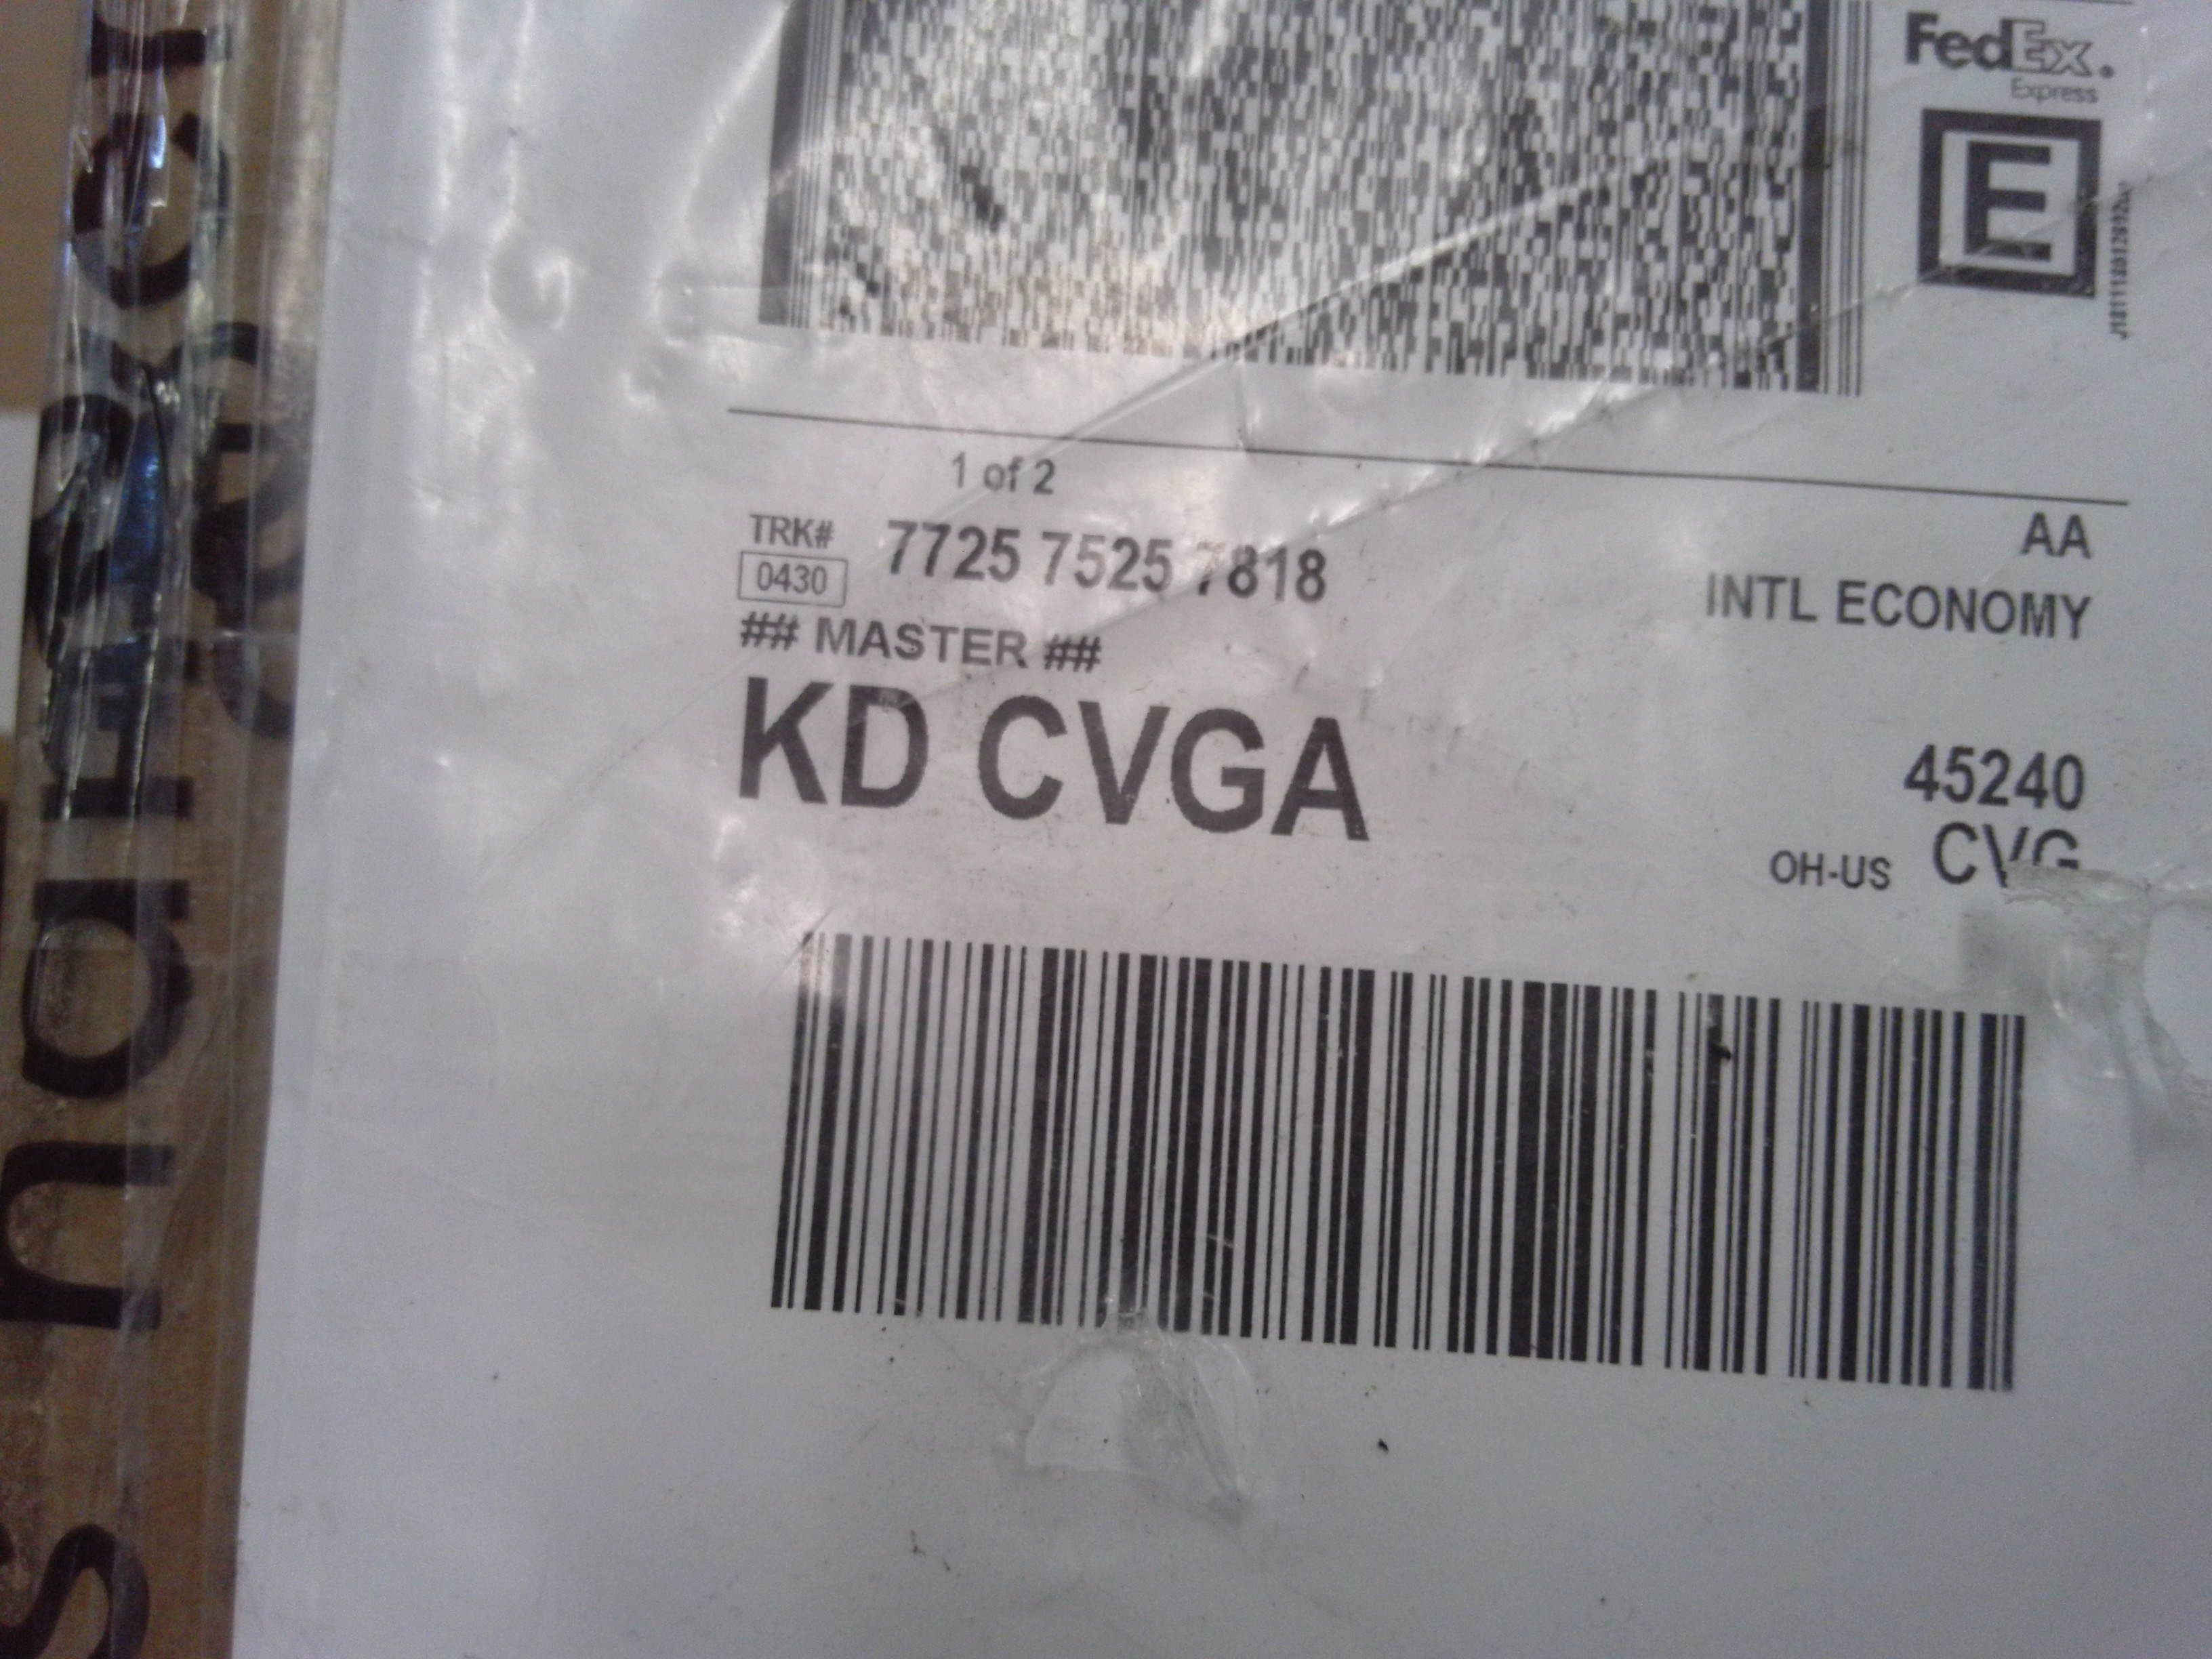 FedEx.
Express
E
1 of 2
TRK#
0430
7725 7525 7818
## MASTER ##
KD CVGA
AA
INTL ECONOMY
45240
OH-US CVG